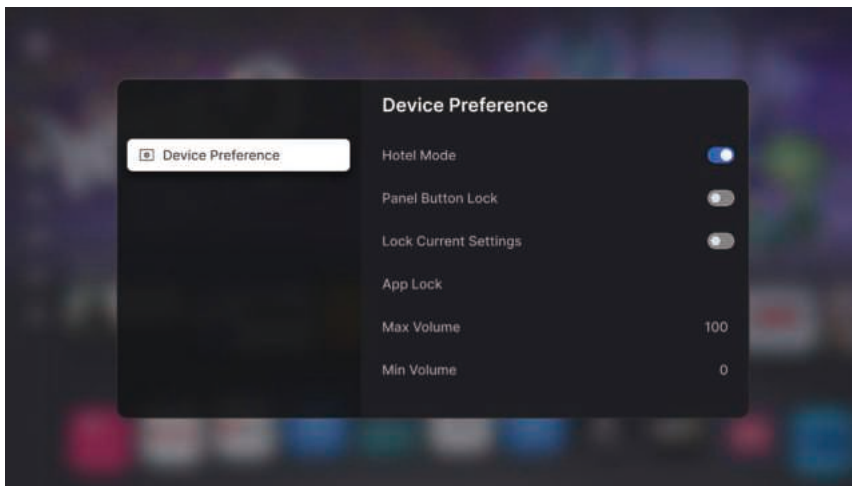 Device Preference
Device Preference
Hotel Mode
Panel Button Lock
Lock Current Settings
App Lock
Max Volume 100
Min Volume 0